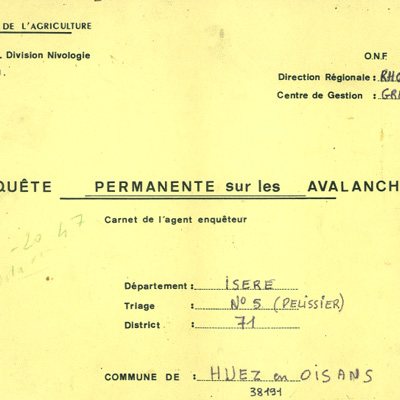 DE L'AGRICULTURE
. Division Nivologie
O.N.F
Direction Régionale : RHO
Centre de Gestion : GR
QUÊTE PERMANENTE sur les AVALANCH
Carnet de l'agent enquêteur
Département : ISERE
Triage : No 5 (PELISSIER)
District : 71
COMMUNE DE : HUEZ en OISANS
38191